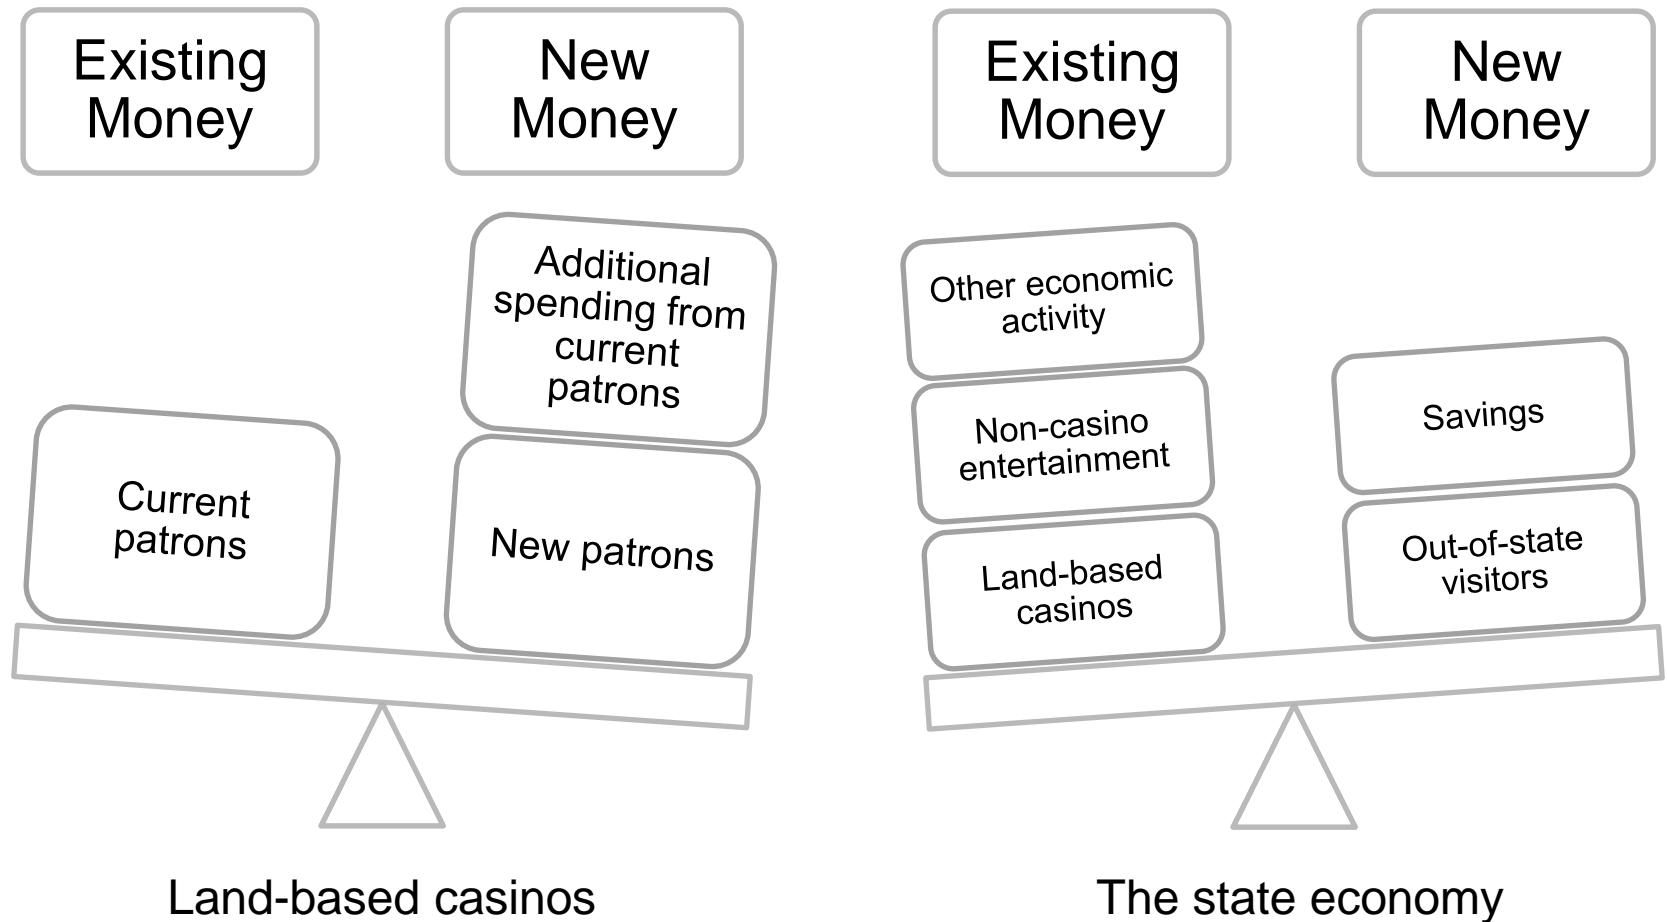 Existing
Money
New
Money
Additional
spending from
current
patrons
Current
patrons
New patrons
Land-based casinos
Existing
Money
New
Money
Other economic
activity
Non-casino
entertainment
Land-based
casinos
Savings
Out-of-state
visitors
The state economy